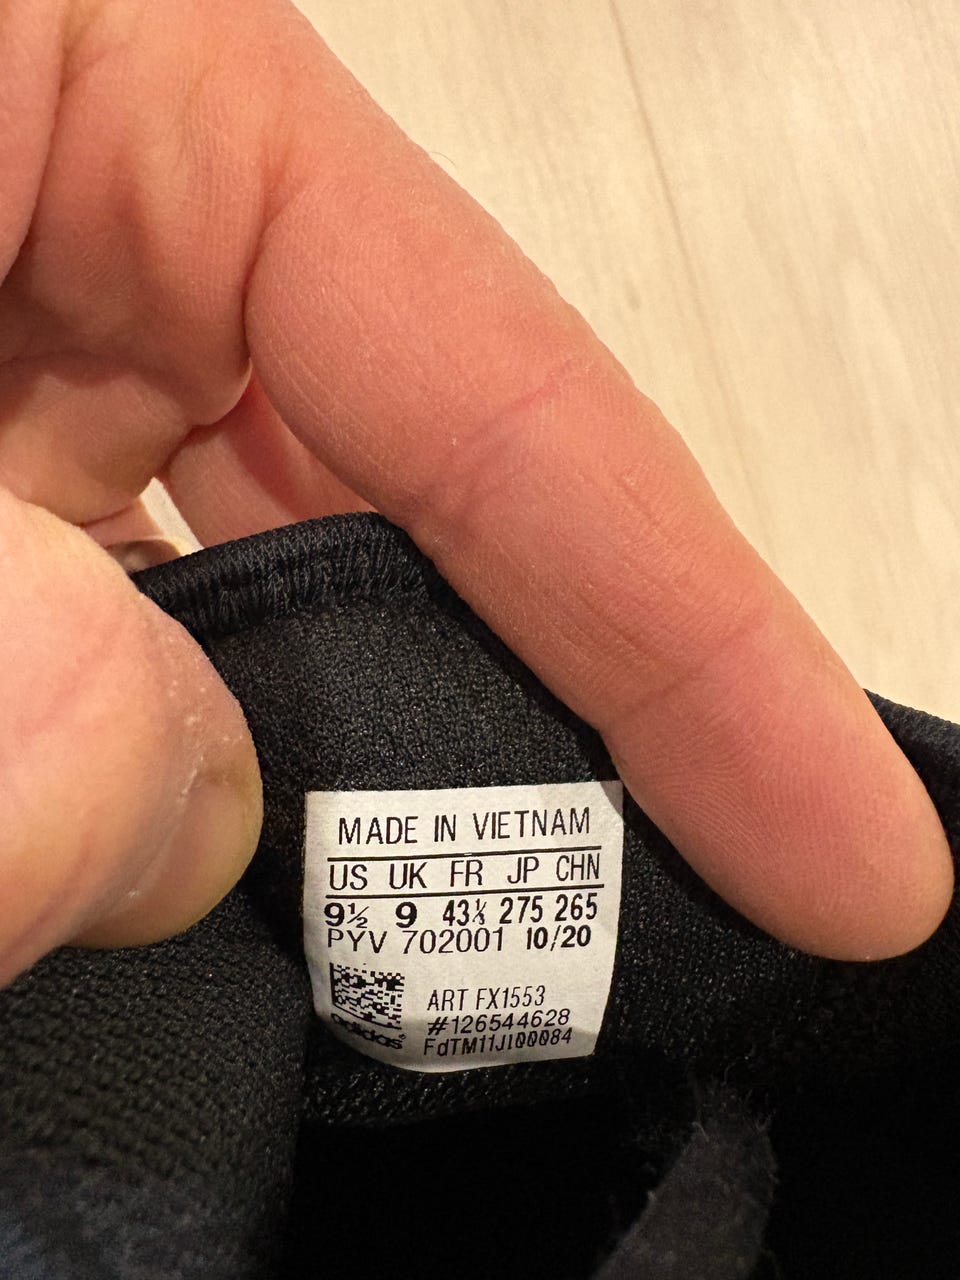 MADE IN VIETNAM
US UK FR JP CHN
9½ 9 43⅓ 275 265
PYV 702001 10/20
ART FX1553
#126544628
adidas®
FdTM11J100084